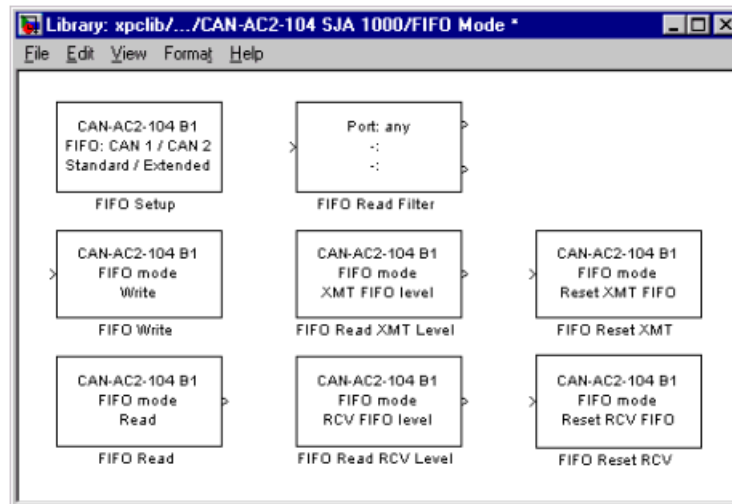 Library: xpclib/.../CAN-AC2-104 SJA 1000/FIFO Mode *
File Edit View Format Help
CAN-AC2-104 B1
FIFO: CAN 1 / CAN 2
Standard / Extended
FIFO Setup
Port: any
-:
-:
FIFO Read Filter
CAN-AC2-104 B1
FIFO mode
Write
FIFO Write
CAN-AC2-104 B1
FIFO mode
XMT FIFO level
FIFO Read XMT Level
CAN-AC2-104 B1
FIFO mode
Reset XMT FIFO
FIFO Reset XMT
CAN-AC2-104 B1
FIFO mode
Read
FIFO Read
CAN-AC2-104 B1
FIFO mode
RCV FIFO level
FIFO Read RCV Level
CAN-AC2-104 B1
FIFO mode
Reset RCV FIFO
FIFO Reset RCV